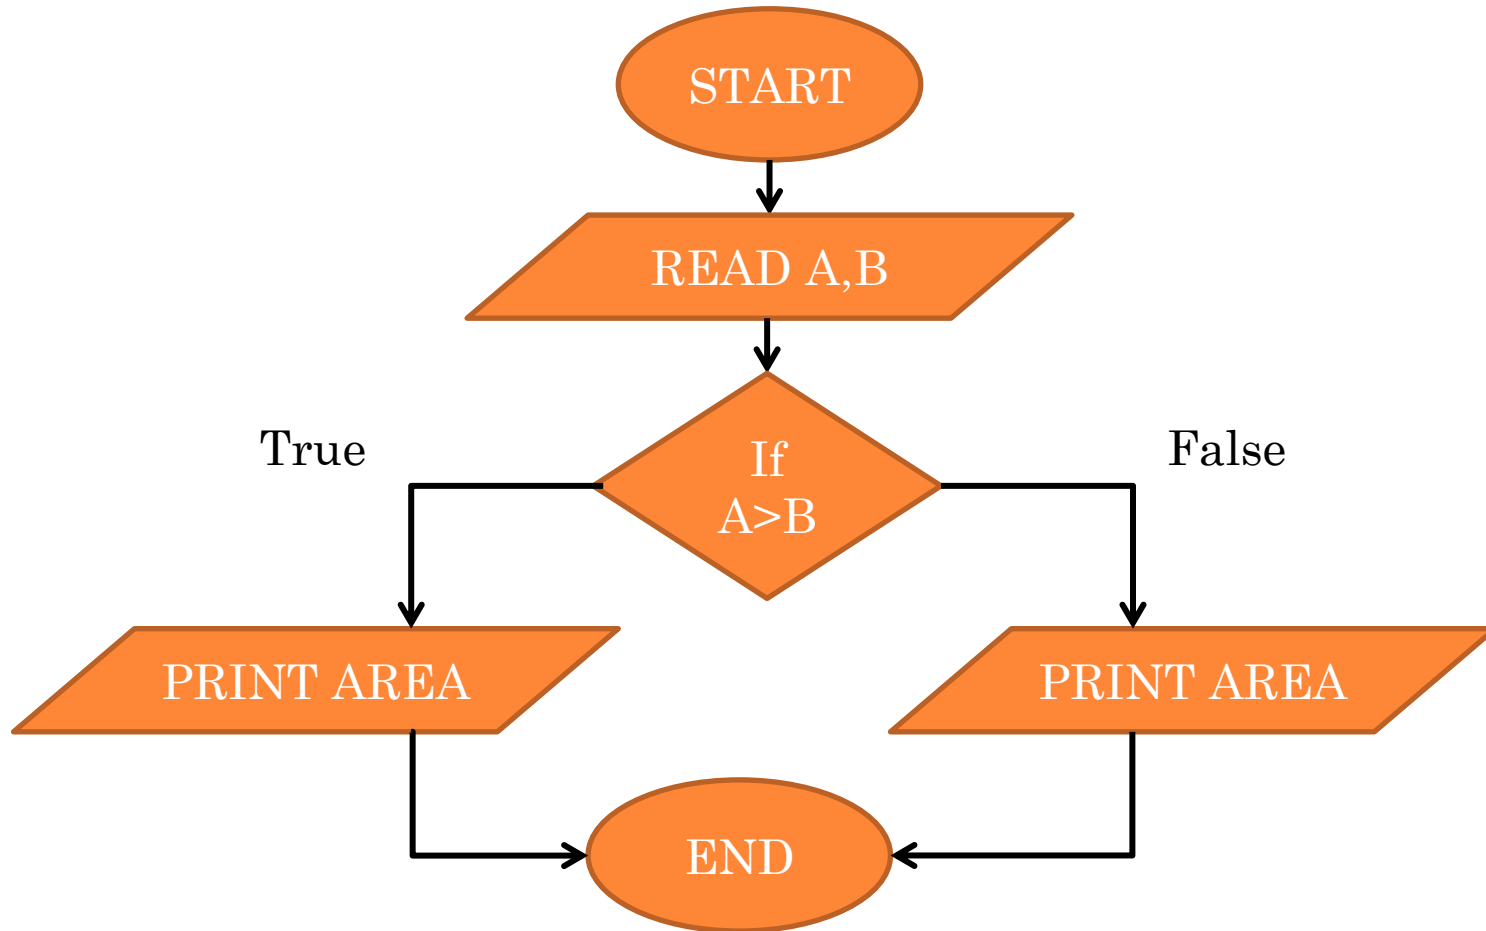 START
READ A,B
True
If
A>B
False
PRINT AREA
PRINT AREA
END